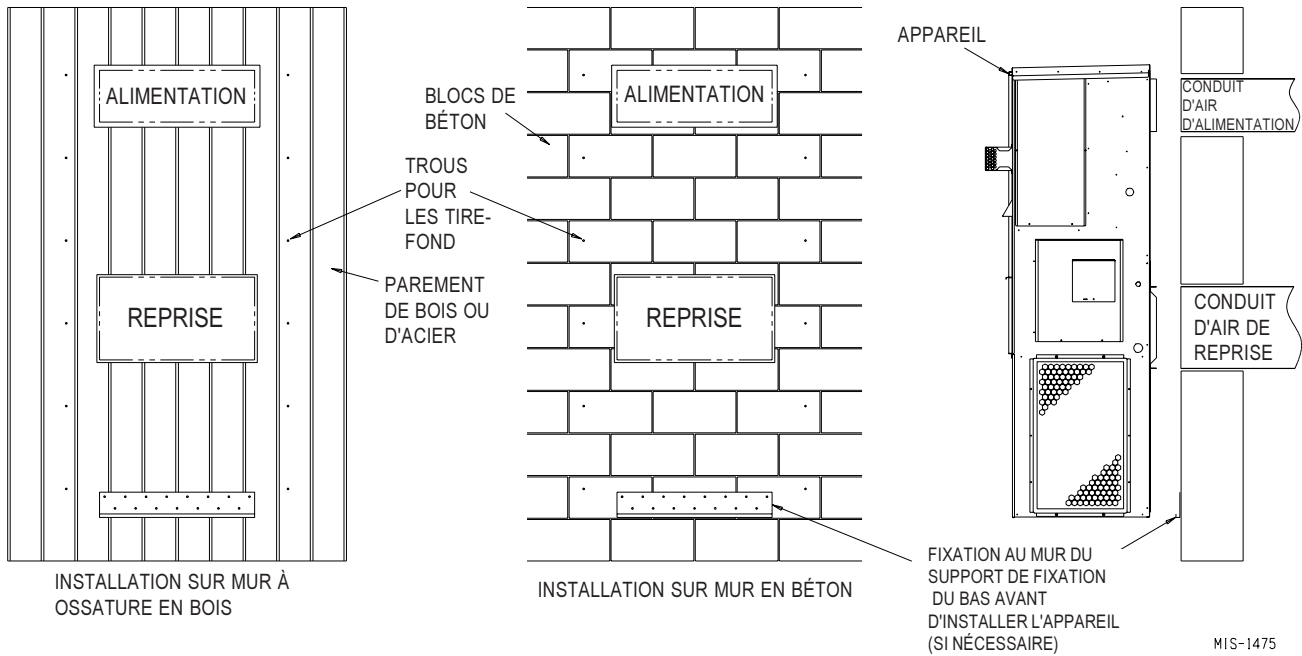 ALIMENTATION
REPRISE
INSTALLATION SUR MUR À
OSSATURE EN BOIS
BLOCS DE
BÉTON
TROUS
POUR
LES TIRE-
FOND
PAREMENT
DE BOIS OU
D'ACIER
ALIMENTATION
REPRISE
INSTALLATION SUR MUR EN BÉTON
APPAREIL
CONDUIT
D'AIR
D'ALIMENTATION
CONDUIT
D'AIR DE
REPRISE
FIXATION AU MUR DU
SUPPORT DE FIXATION
DU BAS AVANT
D'INSTALLER L'APPAREIL
(SI NÉCESSAIRE)
MIS-1475